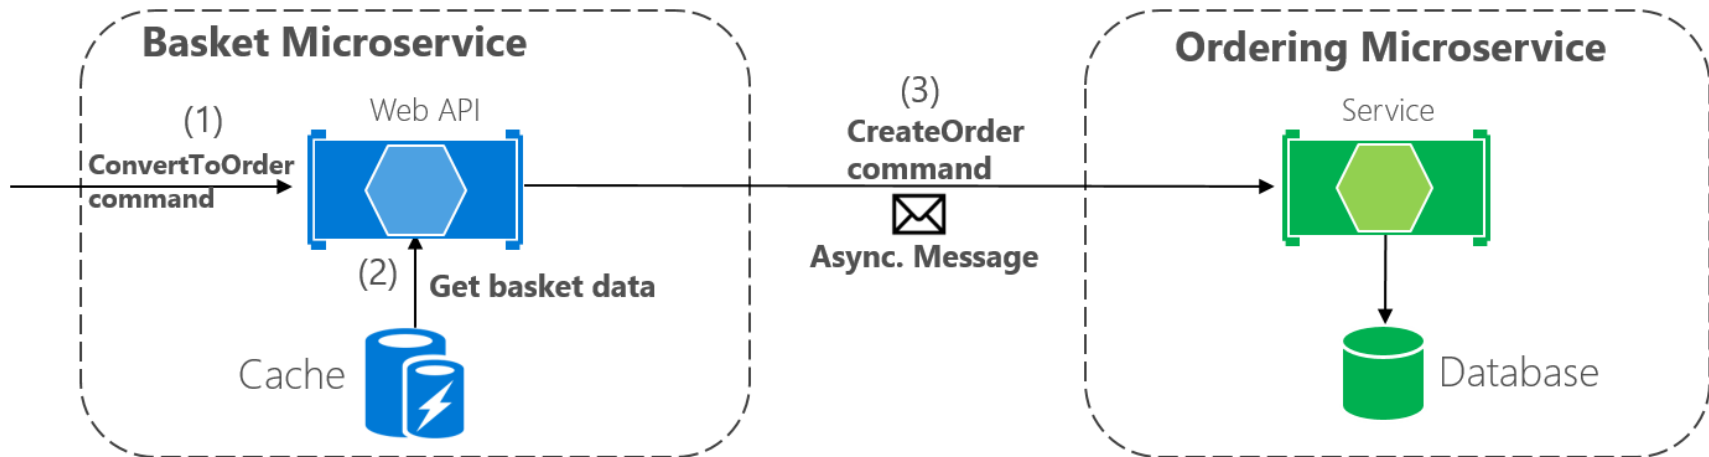 Basket Microservice
Ordering Microservice
Web API
(1)
ConvertToOrder
command
(2)
Get basket data
Cache
(3)
CreateOrder
command
Async. Message
Service
Database